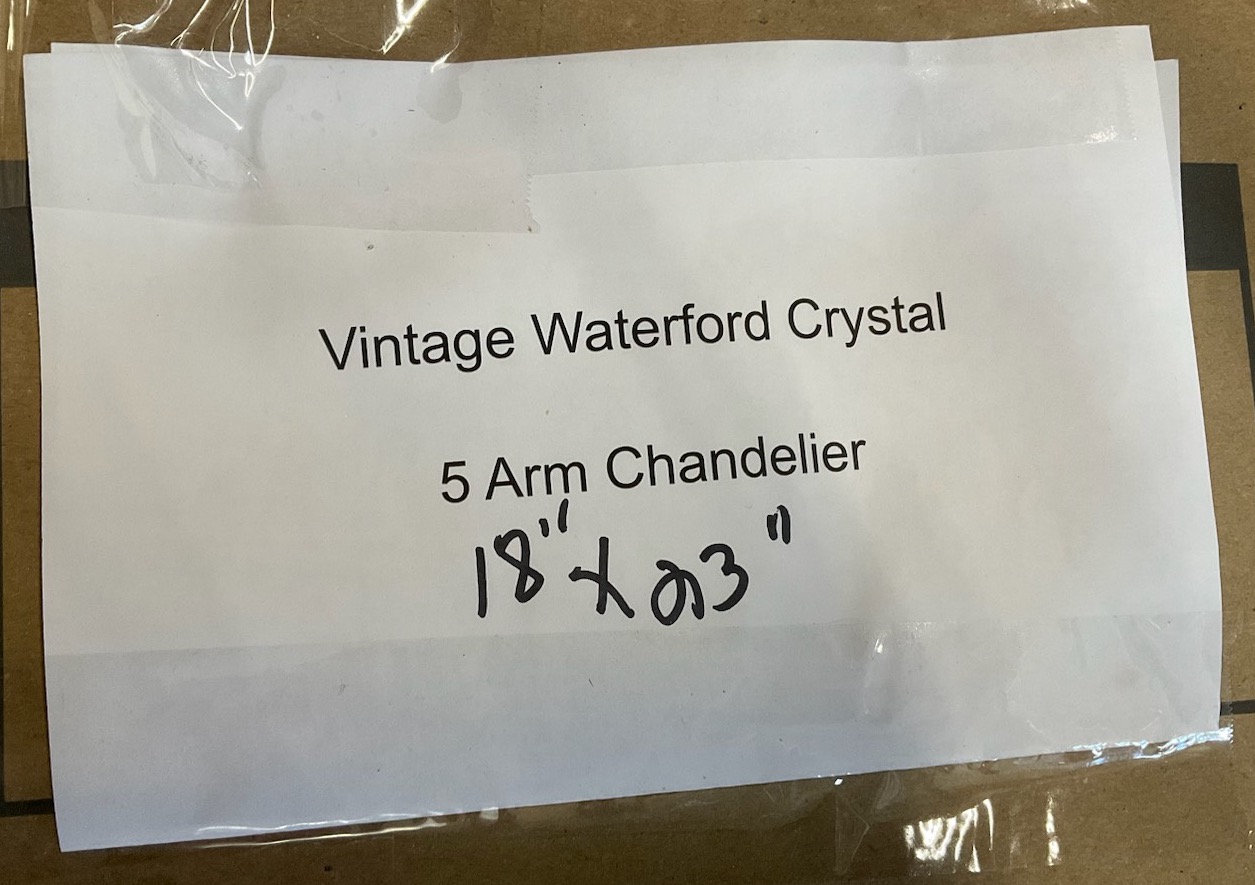 Vintage Waterford Crystal
5 Arm Chandelier
18" x 23"